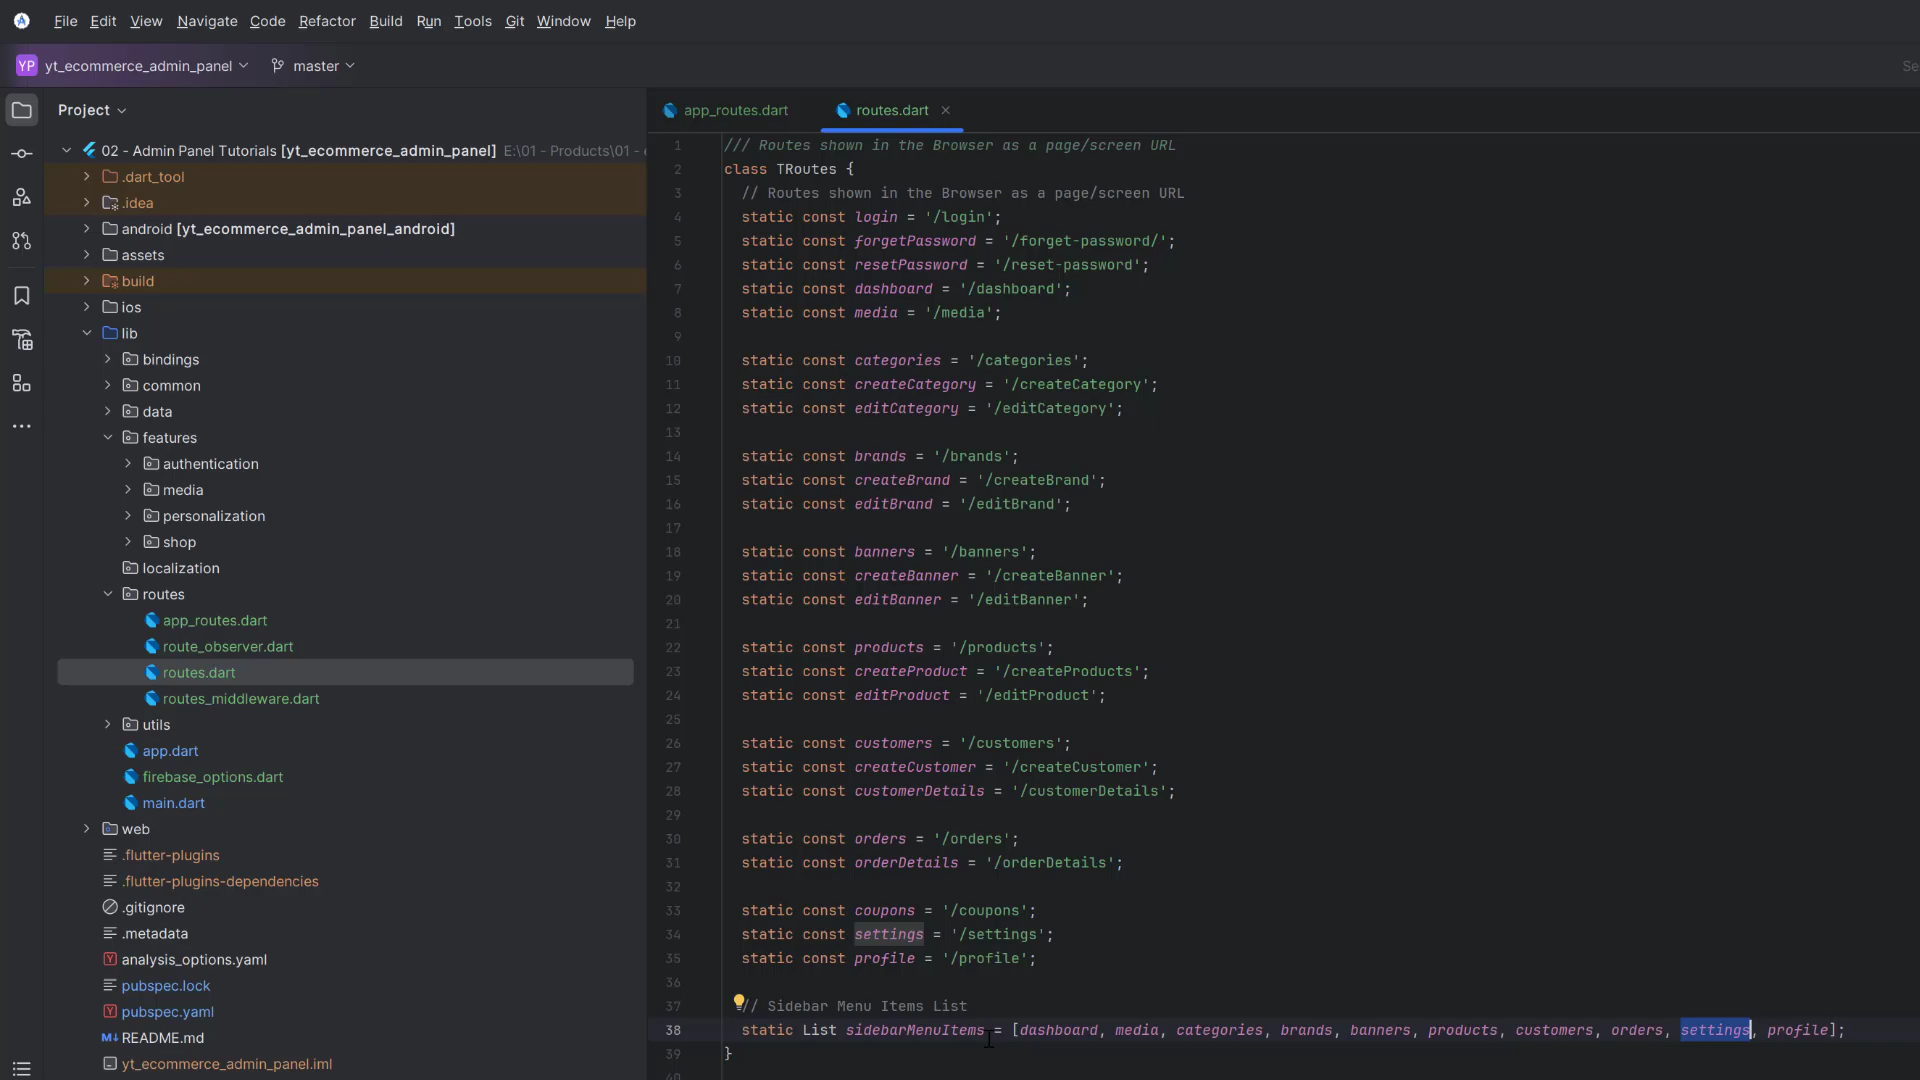 File Edit View Navigate Code Refactor Build Run Tools Git Window Help
YP yt_ecommerce_admin_panel master
Project
app_routes.dart routes.dart
02 - Admin Panel Tutorials [yt_ecommerce_admin_panel] E:\01 - Products\01 -
.dart_tool
.idea
android [yt_ecommerce_admin_panel_android]
assets
build
ios
lib
bindings
common
data
features
authentication
media
personalization
shop
localization
routes
app_routes.dart
route_observer.dart
routes.dart
routes_middleware.dart
utils
app.dart
firebase_options.dart
main.dart
web
.flutter-plugins
.flutter-plugins-dependencies
.gitignore
.metadata
analysis_options.yaml
pubspec.lock
pubspec.yaml
README.md
yt_ecommerce_admin_panel.iml
1 /// Routes shown in the Browser as a page/screen URL
2 class TRoutes {
3 // Routes shown in the Browser as a page/screen URL
4 static const login = '/login';
5 static const forgetPassword = '/forget-password/';
6 static const resetPassword = '/reset-password';
7 static const dashboard = '/dashboard';
8 static const media = '/media';
9
10 static const categories = '/categories';
11 static const createCategory = '/createCategory';
12 static const editCategory = '/editCategory';
13
14 static const brands = '/brands';
15 static const createBrand = '/createBrand';
16 static const editBrand = '/editBrand';
17
18 static const banners = '/banners';
19 static const createBanner = '/createBanner';
20 static const editBanner = '/editBanner';
21
22 static const products = '/products';
23 static const createProduct = '/createProducts';
24 static const editProduct = '/editProduct';
25
26 static const customers = '/customers';
27 static const createCustomer = '/createCustomer';
28 static const customerDetails = '/customerDetails';
29
30 static const orders = '/orders';
31 static const orderDetails = '/orderDetails';
32
33 static const coupons = '/coupons';
34 static const settings = '/settings';
35 static const profile = '/profile';
36
37 // Sidebar Menu Items List
38 static List sidebarMenuItems = [dashboard, media, categories, brands, banners, products, customers, orders, settings, profile];
39 }
40